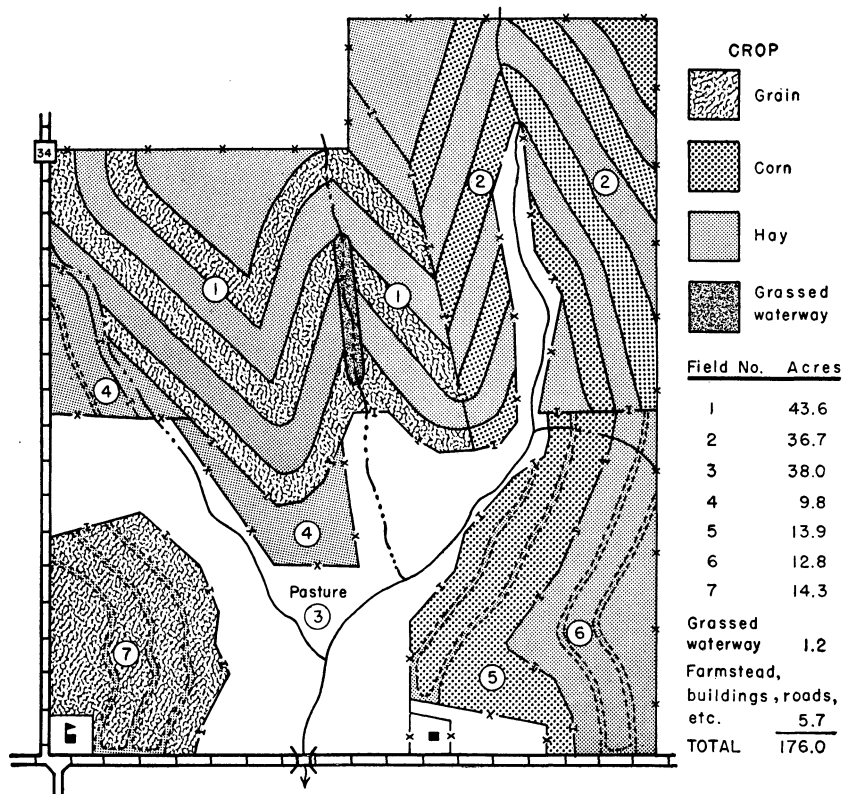 34
1
1
2
2
4
4
Pasture
3
5
6
7
CROP
Grain
Corn
Hay
Grassed
waterway
Field No. Acres
1 43.6
2 36.7
3 38.0
4 9.8
5 13.9
6 12.8
7 14.3
Grassed
waterway 1.2
Farmstead,
buildings, roads,
etc. 5.7
TOTAL 176.0